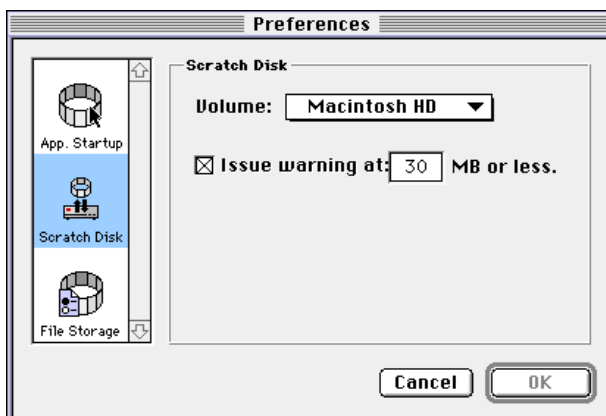 Preferences
App. Startup
Scratch Disk
File Storage
Scratch Disk
Volume: Macintosh HD
Issue warning at: 30 MB or less.
Cancel OK